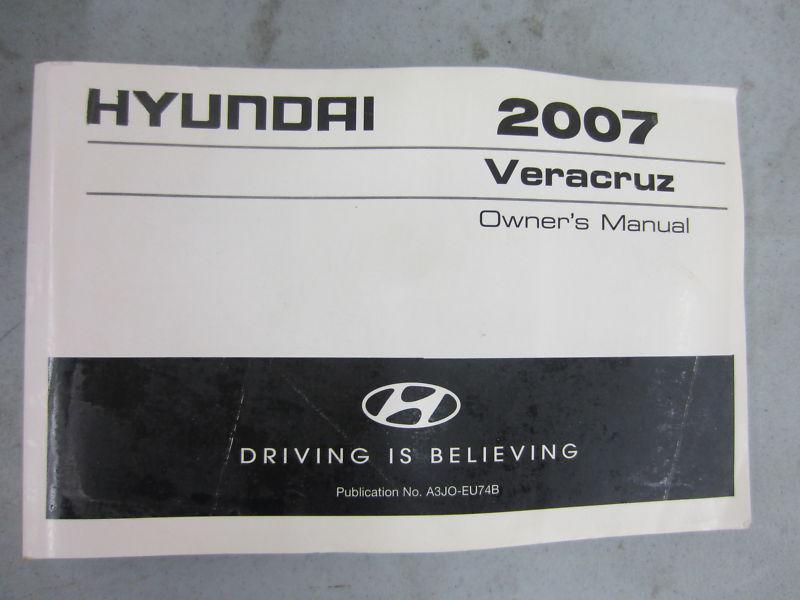 HYUNDAI 2007
Veracruz
Owner's Manual
DRIVING IS BELIEVING
Publication No. A3JO-EU74B